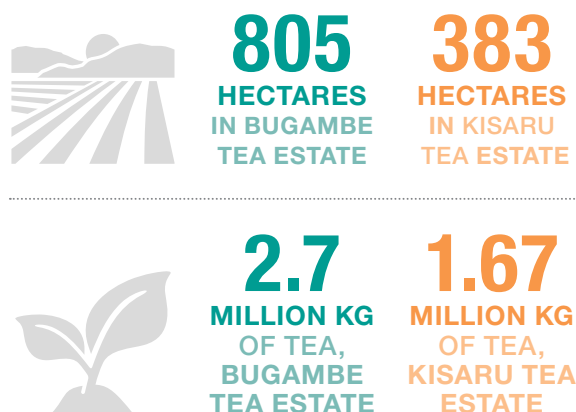 805
HECTARES
IN BUGAMBE
TEA ESTATE
383
HECTARES
IN KISARU
TEA ESTATE
2.7
MILLION KG
OF TEA,
BUGAMBE
TEA ESTATE
1.67
MILLION KG
OF TEA,
KISARU TEA
ESTATE